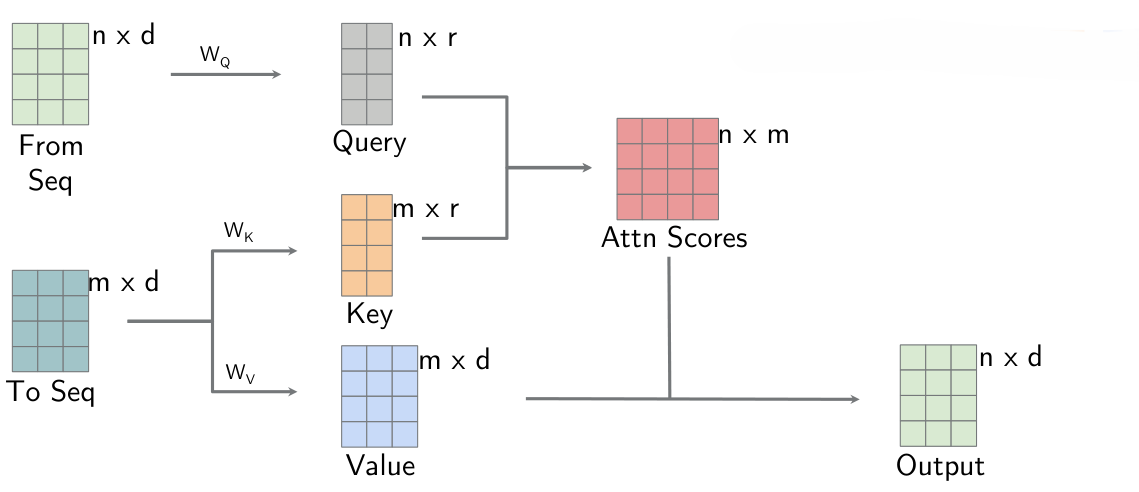 n x d
W_Q
n x r
From
Seq
Query
n x m
Attn Scores
W_K
m x r
Key
m x d
To Seq
W_V
m x d
Value
n x d
Output